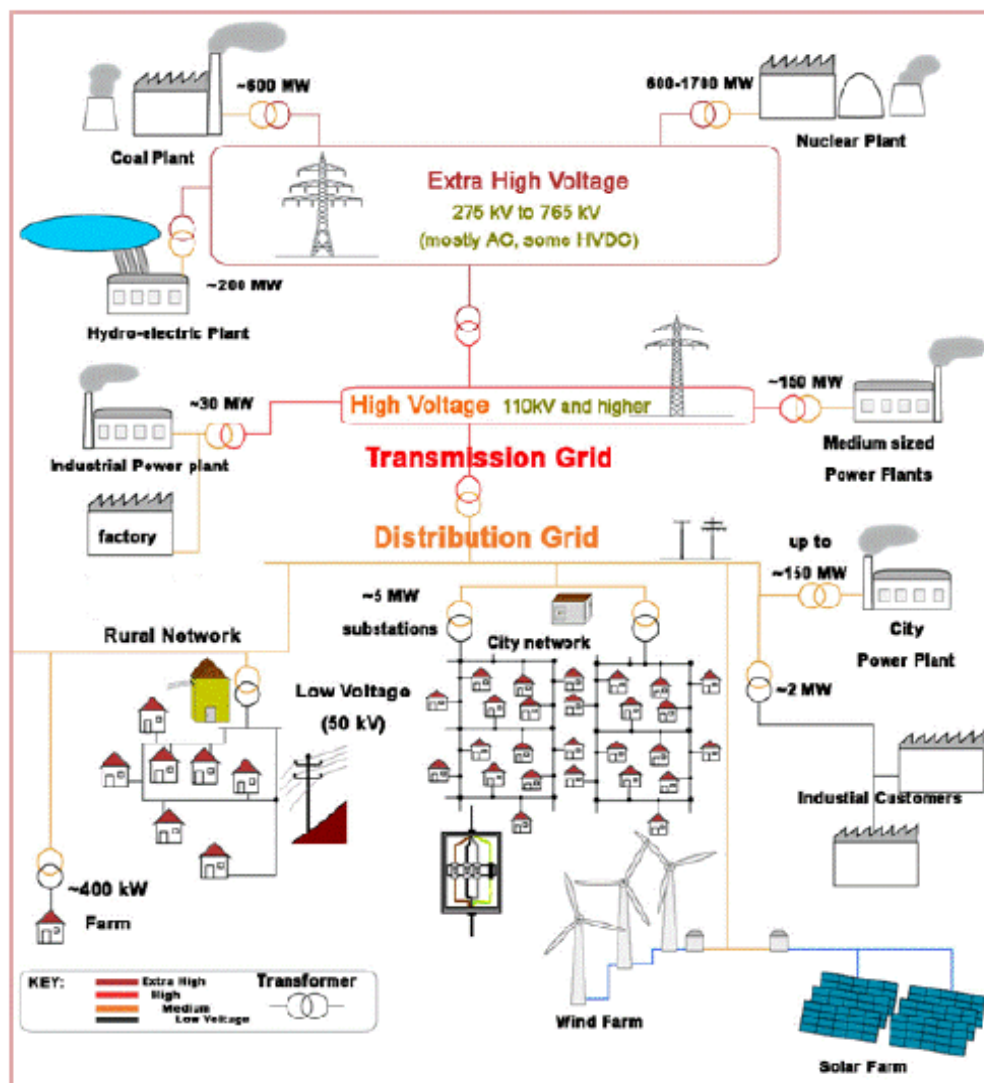 ~600 MW
600-1700 MW
Coal Plant
Nuclear Plant
Extra High Voltage
275 kV to 765 kV
(mostly AC, some HVDC)
~200 MW
Hydro-electric Plant
~30 MW
High Voltage 110kV and higher
~150 MW
Industrial Power plant
Medium sized
Power Plants
Transmission Grid
factory
Distribution Grid
up to
~150 MW
~5 MW
substations
Rural Network
City network
City
Power Plant
Low Voltage
(50 kV)
~2 MW
Industial Customers
~400 kW
Farm
KEY:
Extra High
High
Medium
Low Voltage
Transformer
Wind Farm
Solar Farm